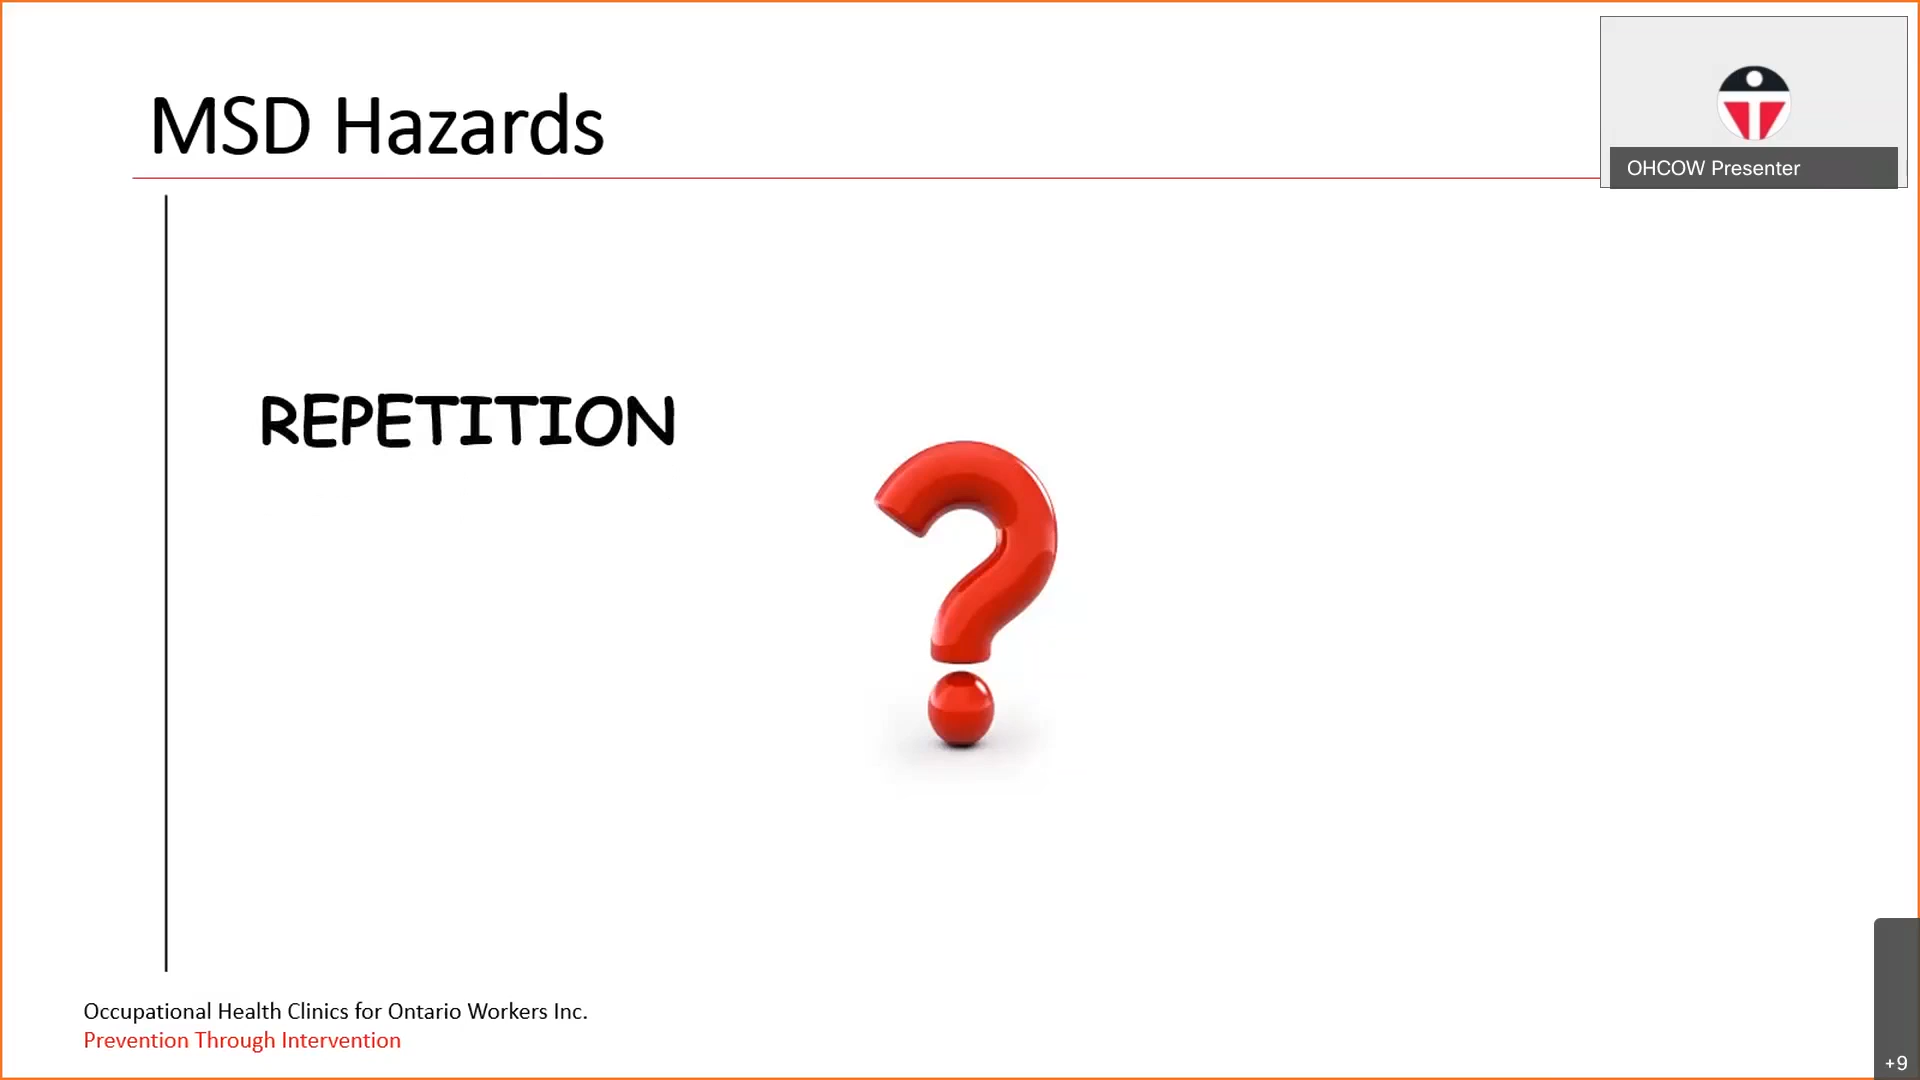 MSD Hazards
OHCOW Presenter
REPETITION
?
Occupational Health Clinics for Ontario Workers Inc.
Prevention Through Intervention
+9